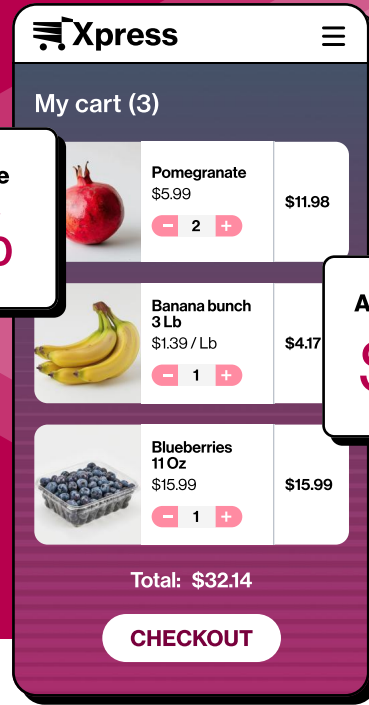 Xpress
My cart (3)
Pomegranate
$5.99
2
$11.98
Banana bunch
3 Lb
$1.39 / Lb
1
$4.17
Blueberries
11 Oz
$15.99
1
$15.99
Total: $32.14
CHECKOUT